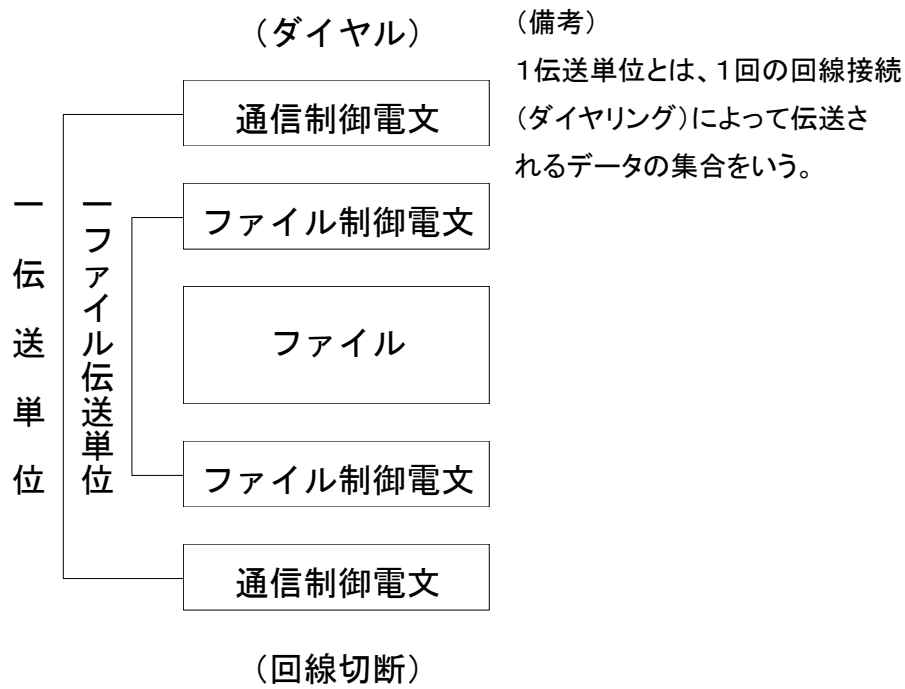 (ダイヤル)
通信制御電文
ファイル制御電文
ファイル
ファイル制御電文
通信制御電文
(回線切断)
一伝送単位
一ファイル伝送単位
(備考)
1伝送単位とは、1回の回線接続
(ダイヤリング)によって伝送さ
れるデータの集合をいう。